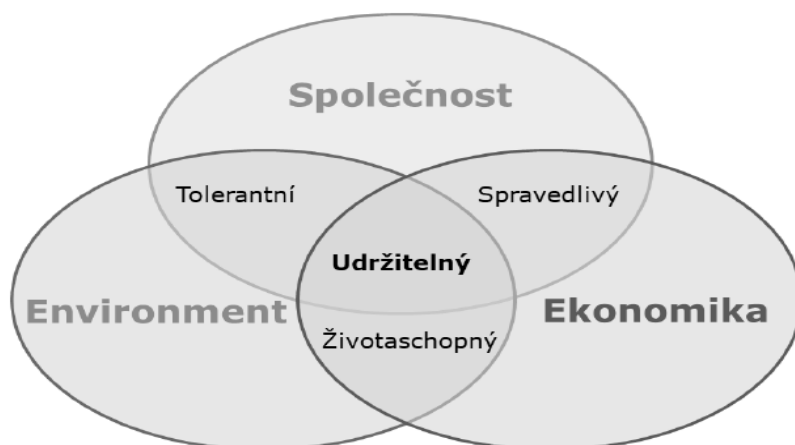 Společnost
Tolerantní
Spravedlivý
Udržitelný
Environment
Ekonomika
Životaschopný